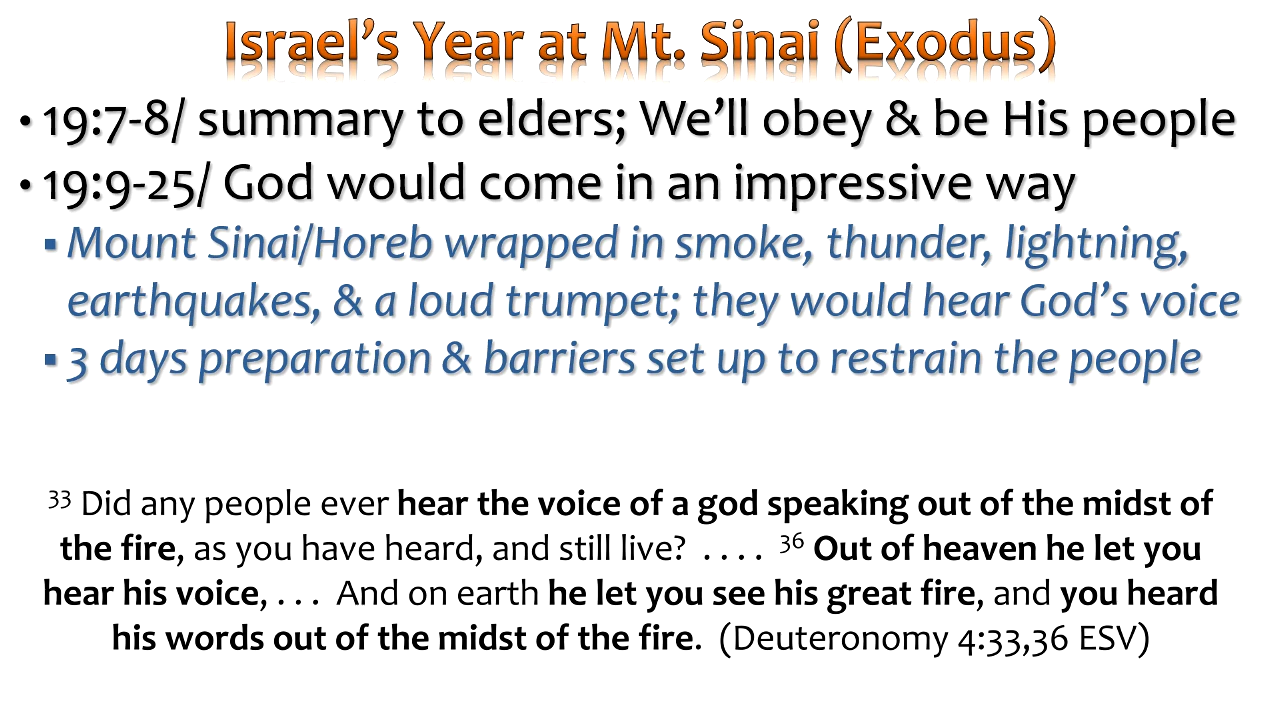 Israel’s Year at Mt. Sinai (Exodus)
• 19:7-8/ summary to elders; We’ll obey & be His people
• 19:9-25/ God would come in an impressive way
▪ Mount Sinai/Horeb wrapped in smoke, thunder, lightning,
earthquakes, & a loud trumpet; they would hear God’s voice
▪ 3 days preparation & barriers set up to restrain the people
³³ Did any people ever hear the voice of a god speaking out of the midst of
the fire, as you have heard, and still live? . . . . ³⁶ Out of heaven he let you
hear his voice, . . . And on earth he let you see his great fire, and you heard
his words out of the midst of the fire. (Deuteronomy 4:33,36 ESV)